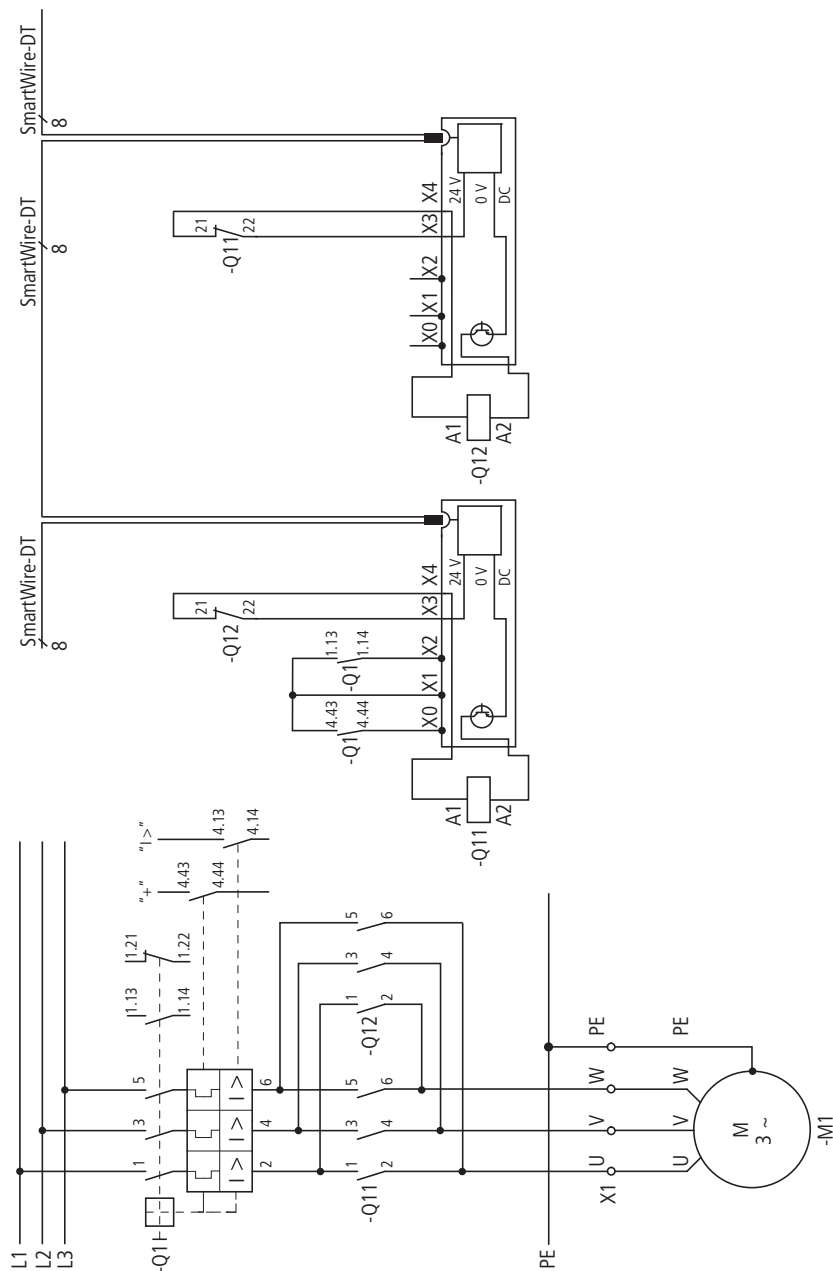 SmartWire-DT
8
SmartWire-DT
8
SmartWire-DT
8
21
22
-Q11
X0
X1
X2
X3
X4
24 V
0 V
DC
A1
A2
-Q12
21
22
-Q12
4.43
4.44
-Q1
1.13
1.14
-Q1
X0
X1
X2
X3
X4
24 V
0 V
DC
A1
A2
-Q11
L1
L2
L3
-Q1
1
3
5
1.13
1.14
1.21
1.22
"+"
4.43
4.44
"I >"
4.13
4.14
I >
I >
I >
2
4
6
-Q11
1
2
3
4
5
6
-Q12
1
2
3
4
5
6
PE
X1
U
V
W
PE
U
V
W
PE
M
3 ~
-M1